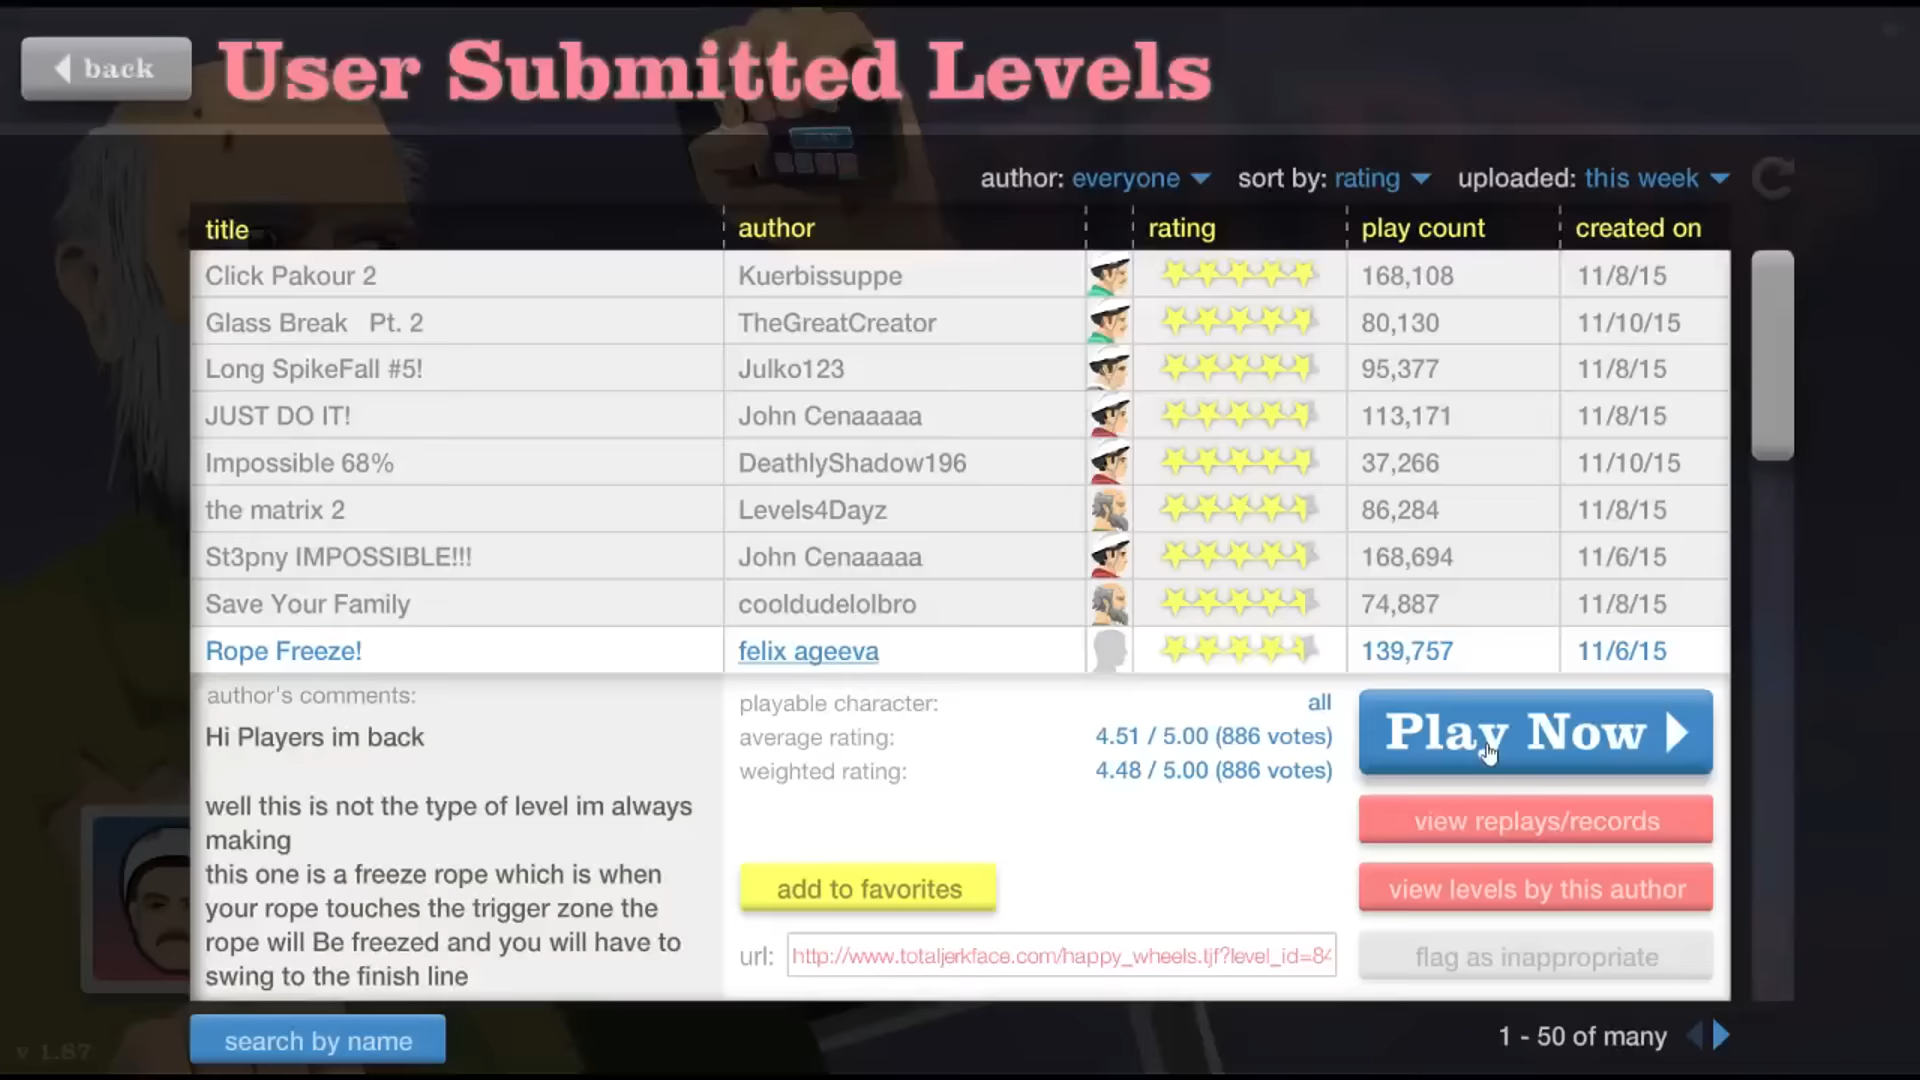 back
User Submitted Levels
author: everyone sort by: rating uploaded: this week
title author rating play count created on
Click Pakour 2 Kuerbissuppe 168,108 11/8/15
Glass Break Pt. 2 TheGreatCreator 80,130 11/10/15
Long SpikeFall #5! Julko123 95,377 11/8/15
JUST DO IT! John Cenaaaaa 113,171 11/8/15
Impossible 68% DeathlyShadow196 37,266 11/10/15
the matrix 2 Levels4Dayz 86,284 11/8/15
St3pny IMPOSSIBLE!!! John Cenaaaaa 168,694 11/6/15
Save Your Family cooldudelolbro 74,887 11/8/15
Rope Freeze! felix ageeva 139,757 11/6/15
author's comments:
Hi Players im back
well this is not the type of level im always
making
this one is a freeze rope which is when
your rope touches the trigger zone the
rope will Be freezed and you will have to
swing to the finish line
playable character: all
average rating: 4.51 / 5.00 (886 votes)
weighted rating: 4.48 / 5.00 (886 votes)
add to favorites
url: http://www.totaljerkface.com/happy_wheels.tjf?level_id=84
Play Now
view replays/records
view levels by this author
flag as inappropriate
search by name
1 - 50 of many
v 1.87